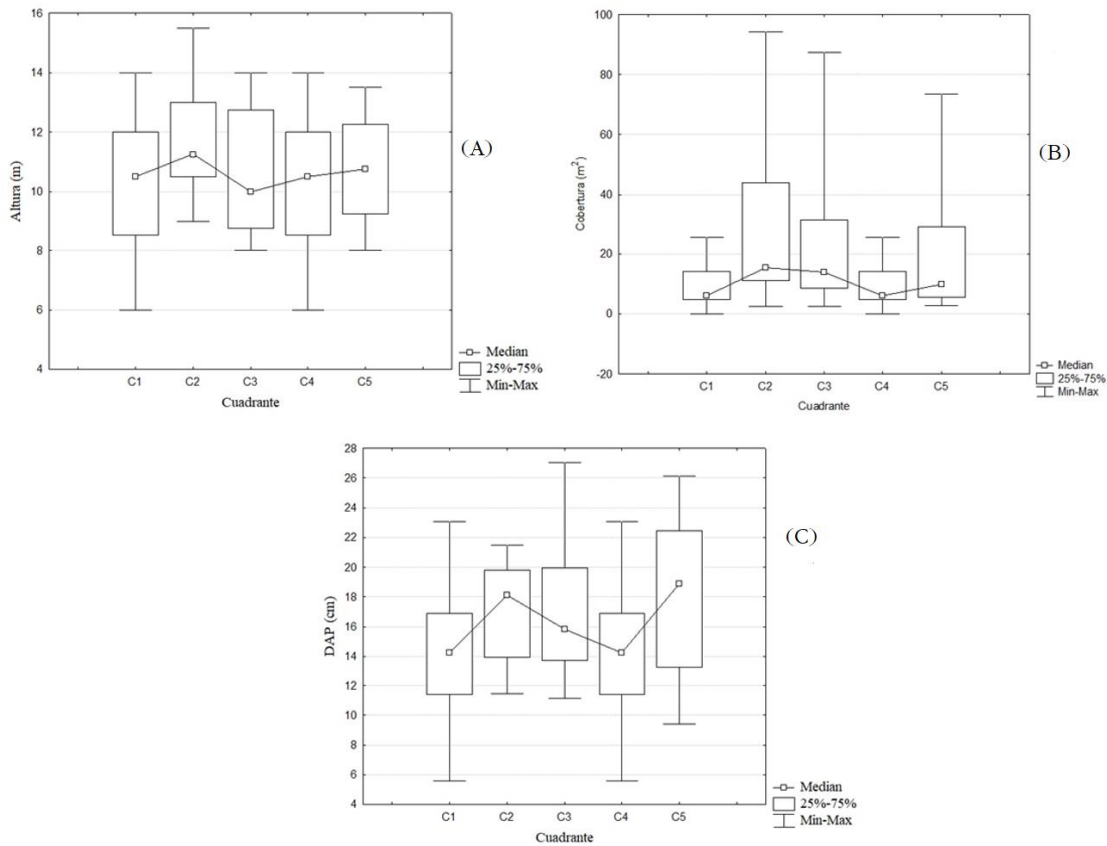 16
14
12
10
8
6
4
Altura (m)
C1 C2 C3 C4 C5
Cuadrante
Median
25%-75%
Min-Max
(A)
100
80
60
40
20
0
-20
Cobertura (m²)
C1 C2 C3 C4 C5
Cuadrante
Median
25%-75%
Min-Max
(B)
28
26
24
22
20
18
16
14
12
10
8
6
4
DAP (cm)
C1 C2 C3 C4 C5
Cuadrante
Median
25%-75%
Min-Max
(C)